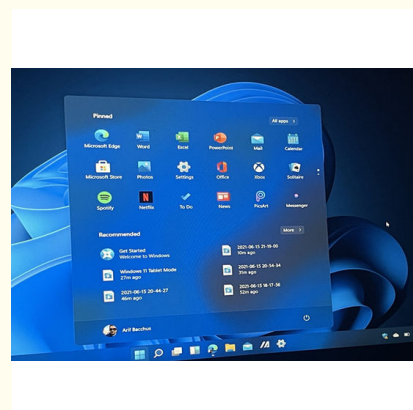 Pinned
All apps >
Microsoft Edge Word Excel PowerPoint Mail Calendar
Microsoft Store Photos Settings Office Xbox Solitaire
Spotify Netflix To Do News PicsArt Messenger
Recommended
More >
Get Started
Welcome to Windows
2021-06-15 21-19-00
10m ago
Windows 11 Tablet Mode
27m ago
2021-06-15 20-54-34
71m ago
2021-06-15 20-44-27
46m ago
2021-06-15 18-17-36
52m ago
Arif Bacchus